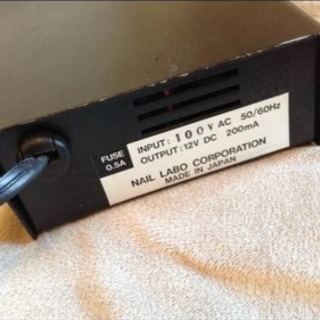 FUSE
0.5A
INPUT: 100V AC 50/60Hz
OUTPUT: 12V DC 200mA
NAIL LABO CORPORATION
MADE IN JAPAN